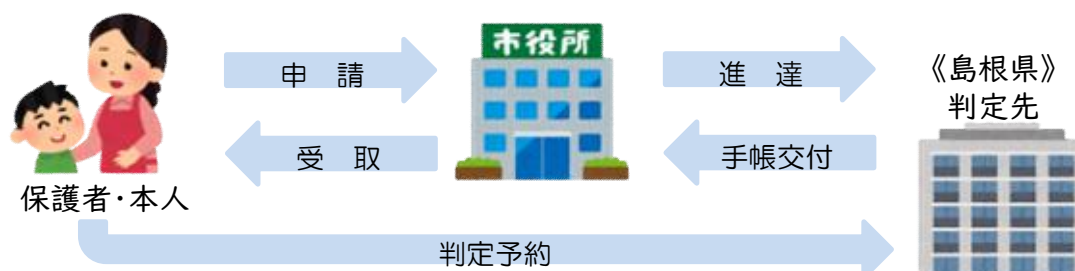 市役所
申　請
進　達
《島根県》
判定先
受　取
手帳交付
保護者・本人
判定予約